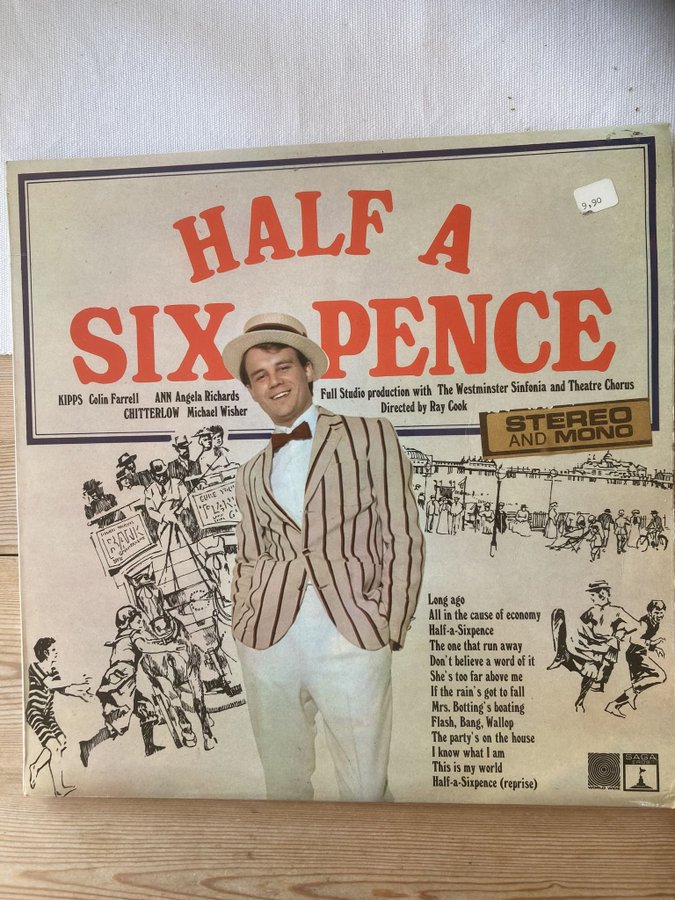 9,90
HALF A
SIXPENCE
KIPPS Colin Farrell ANN Angela Richards
CHITTERLOW Michael Wisher
Full Studio production with The Westminster Sinfonia and Theatre Chorus
Directed by Ray Cook
STEREO
AND MONO
Long ago
All in the cause of economy
Half-a-Sixpence
The one that run away
Don't believe a word of it
She's too far above me
If the rain's got to fall
Mrs. Botting's boating
Flash, Bang, Wallop
The party's on the house
I know what I am
This is my world
Half-a-Sixpence (reprise)
WORLD WIDE
SAGA